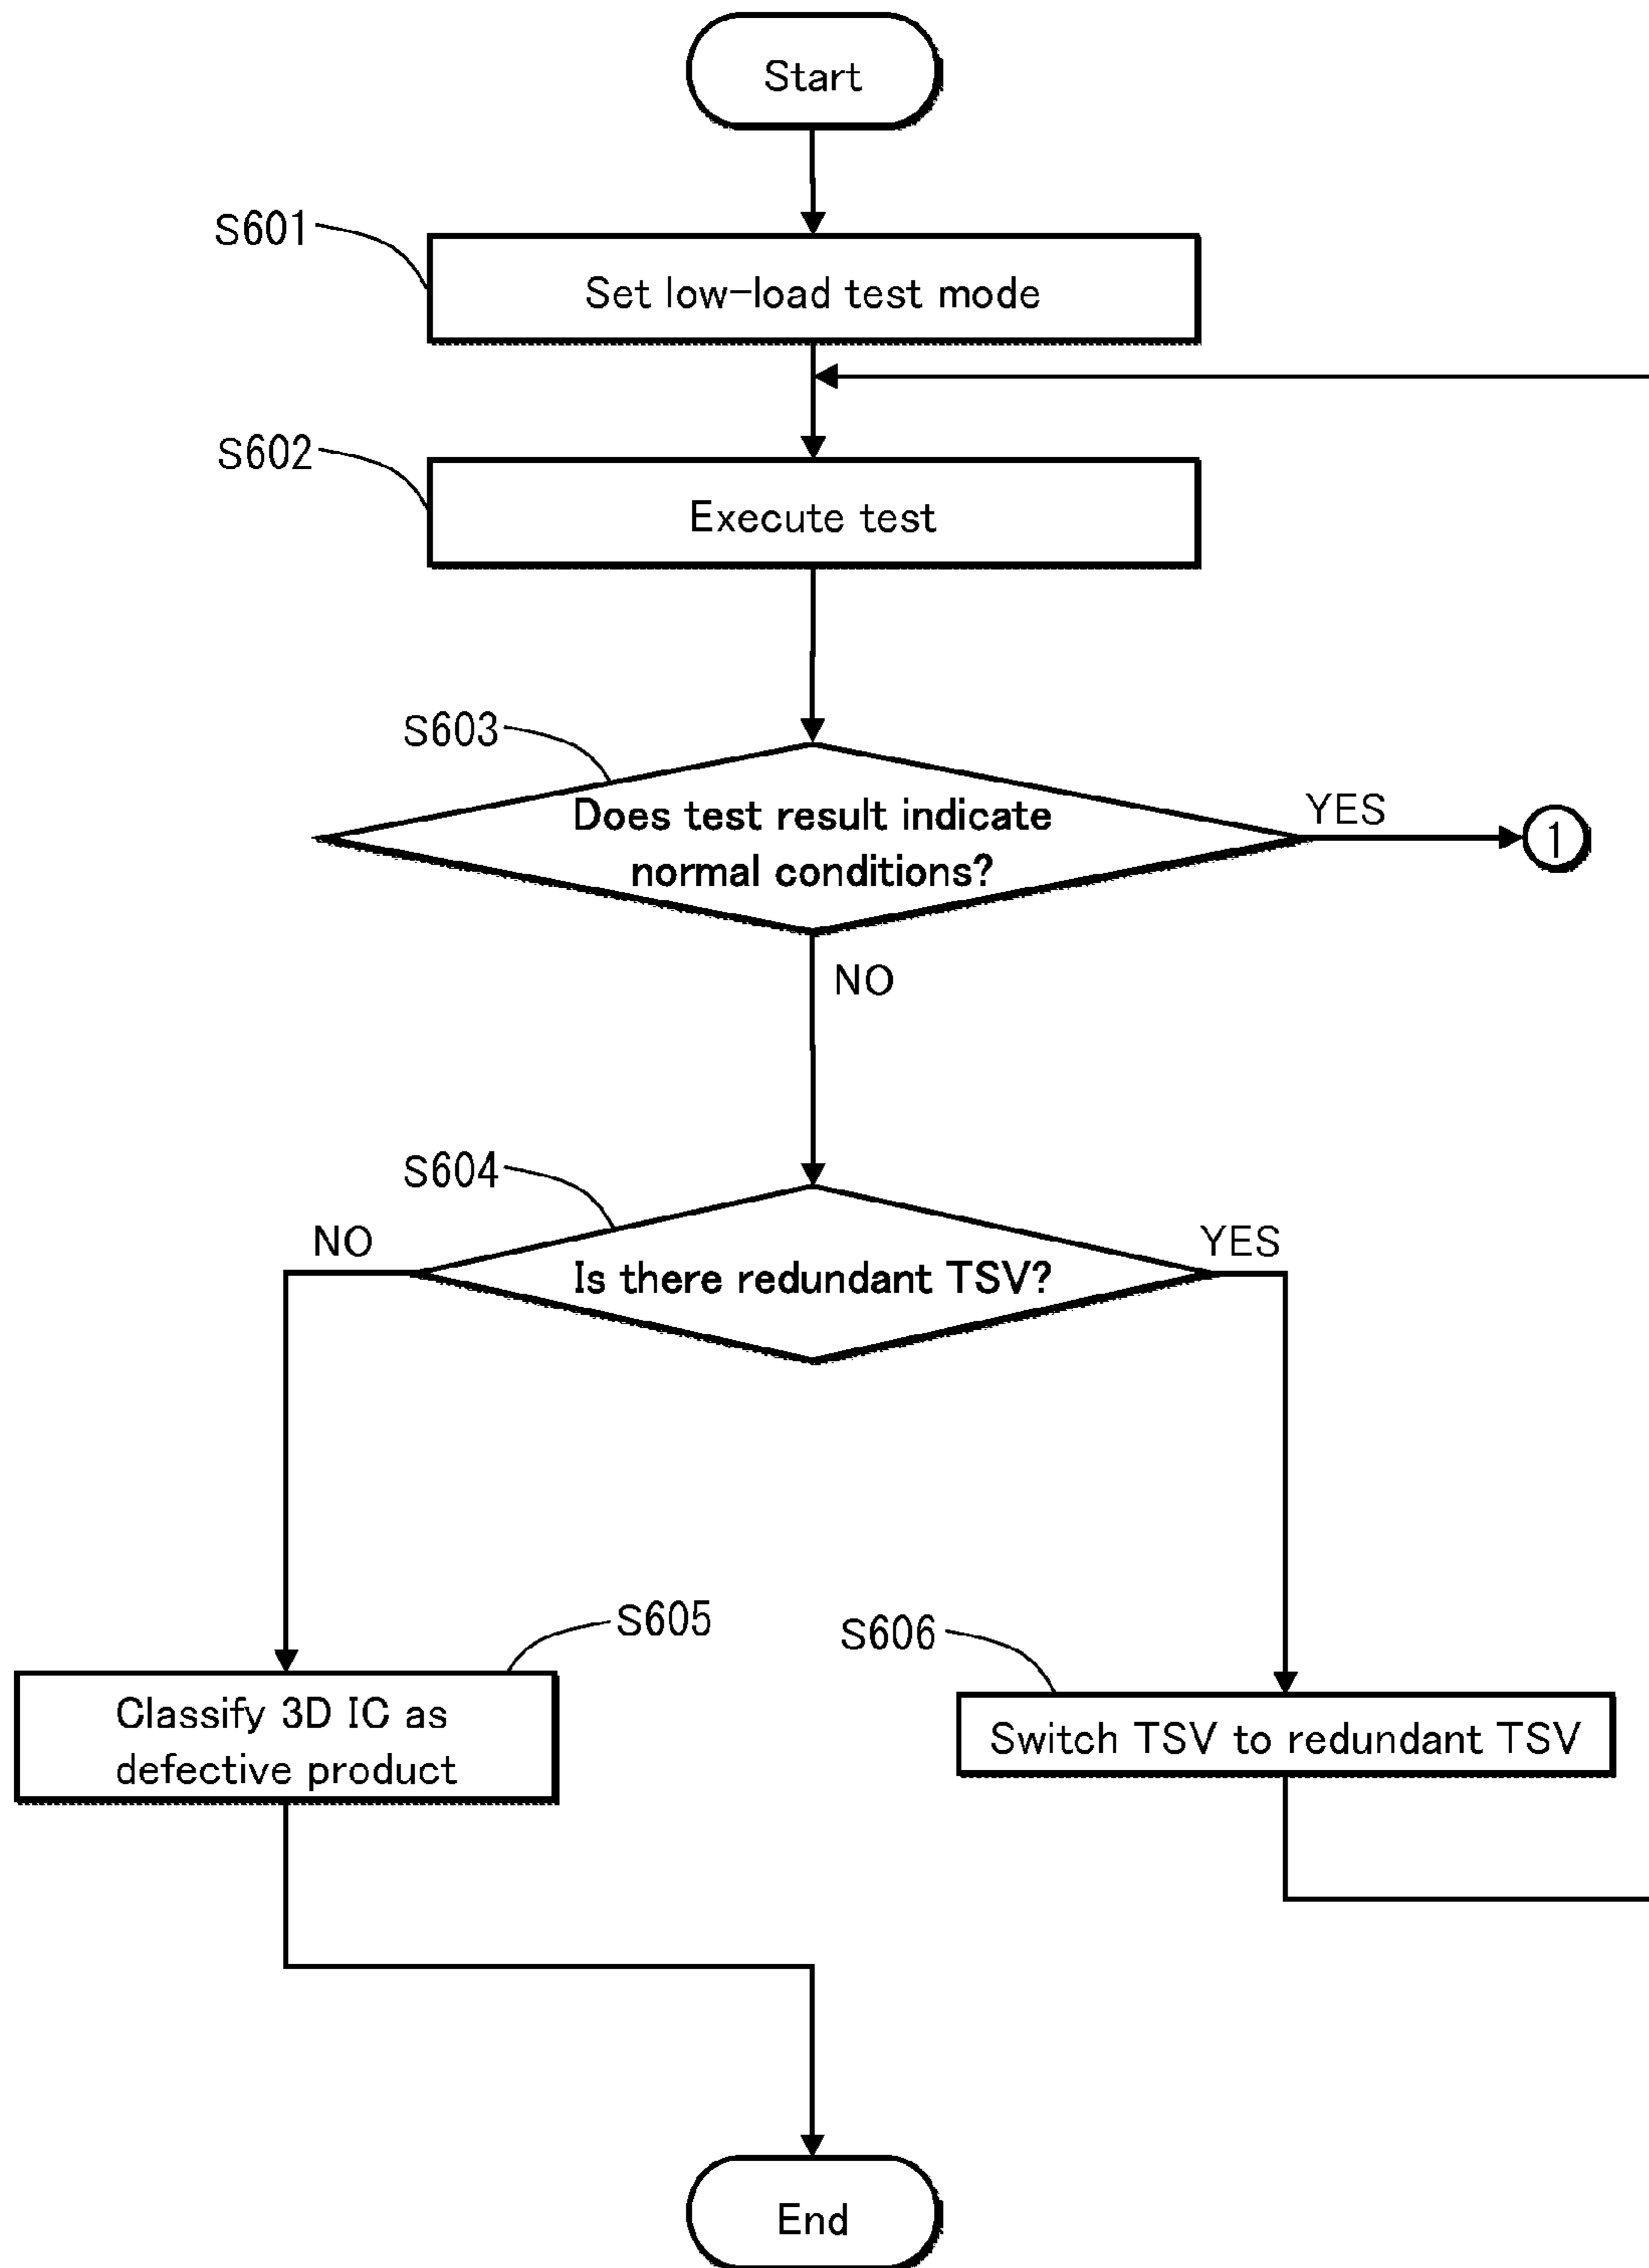 Start
S601
Set low-load test mode
S602
Execute test
S603
Does test result indicate
normal conditions?
YES
1
NO
S604
NO
YES
Is there redundant TSV?
S605
S606
Classify 3D IC as
defective product
Switch TSV to redundant TSV
End